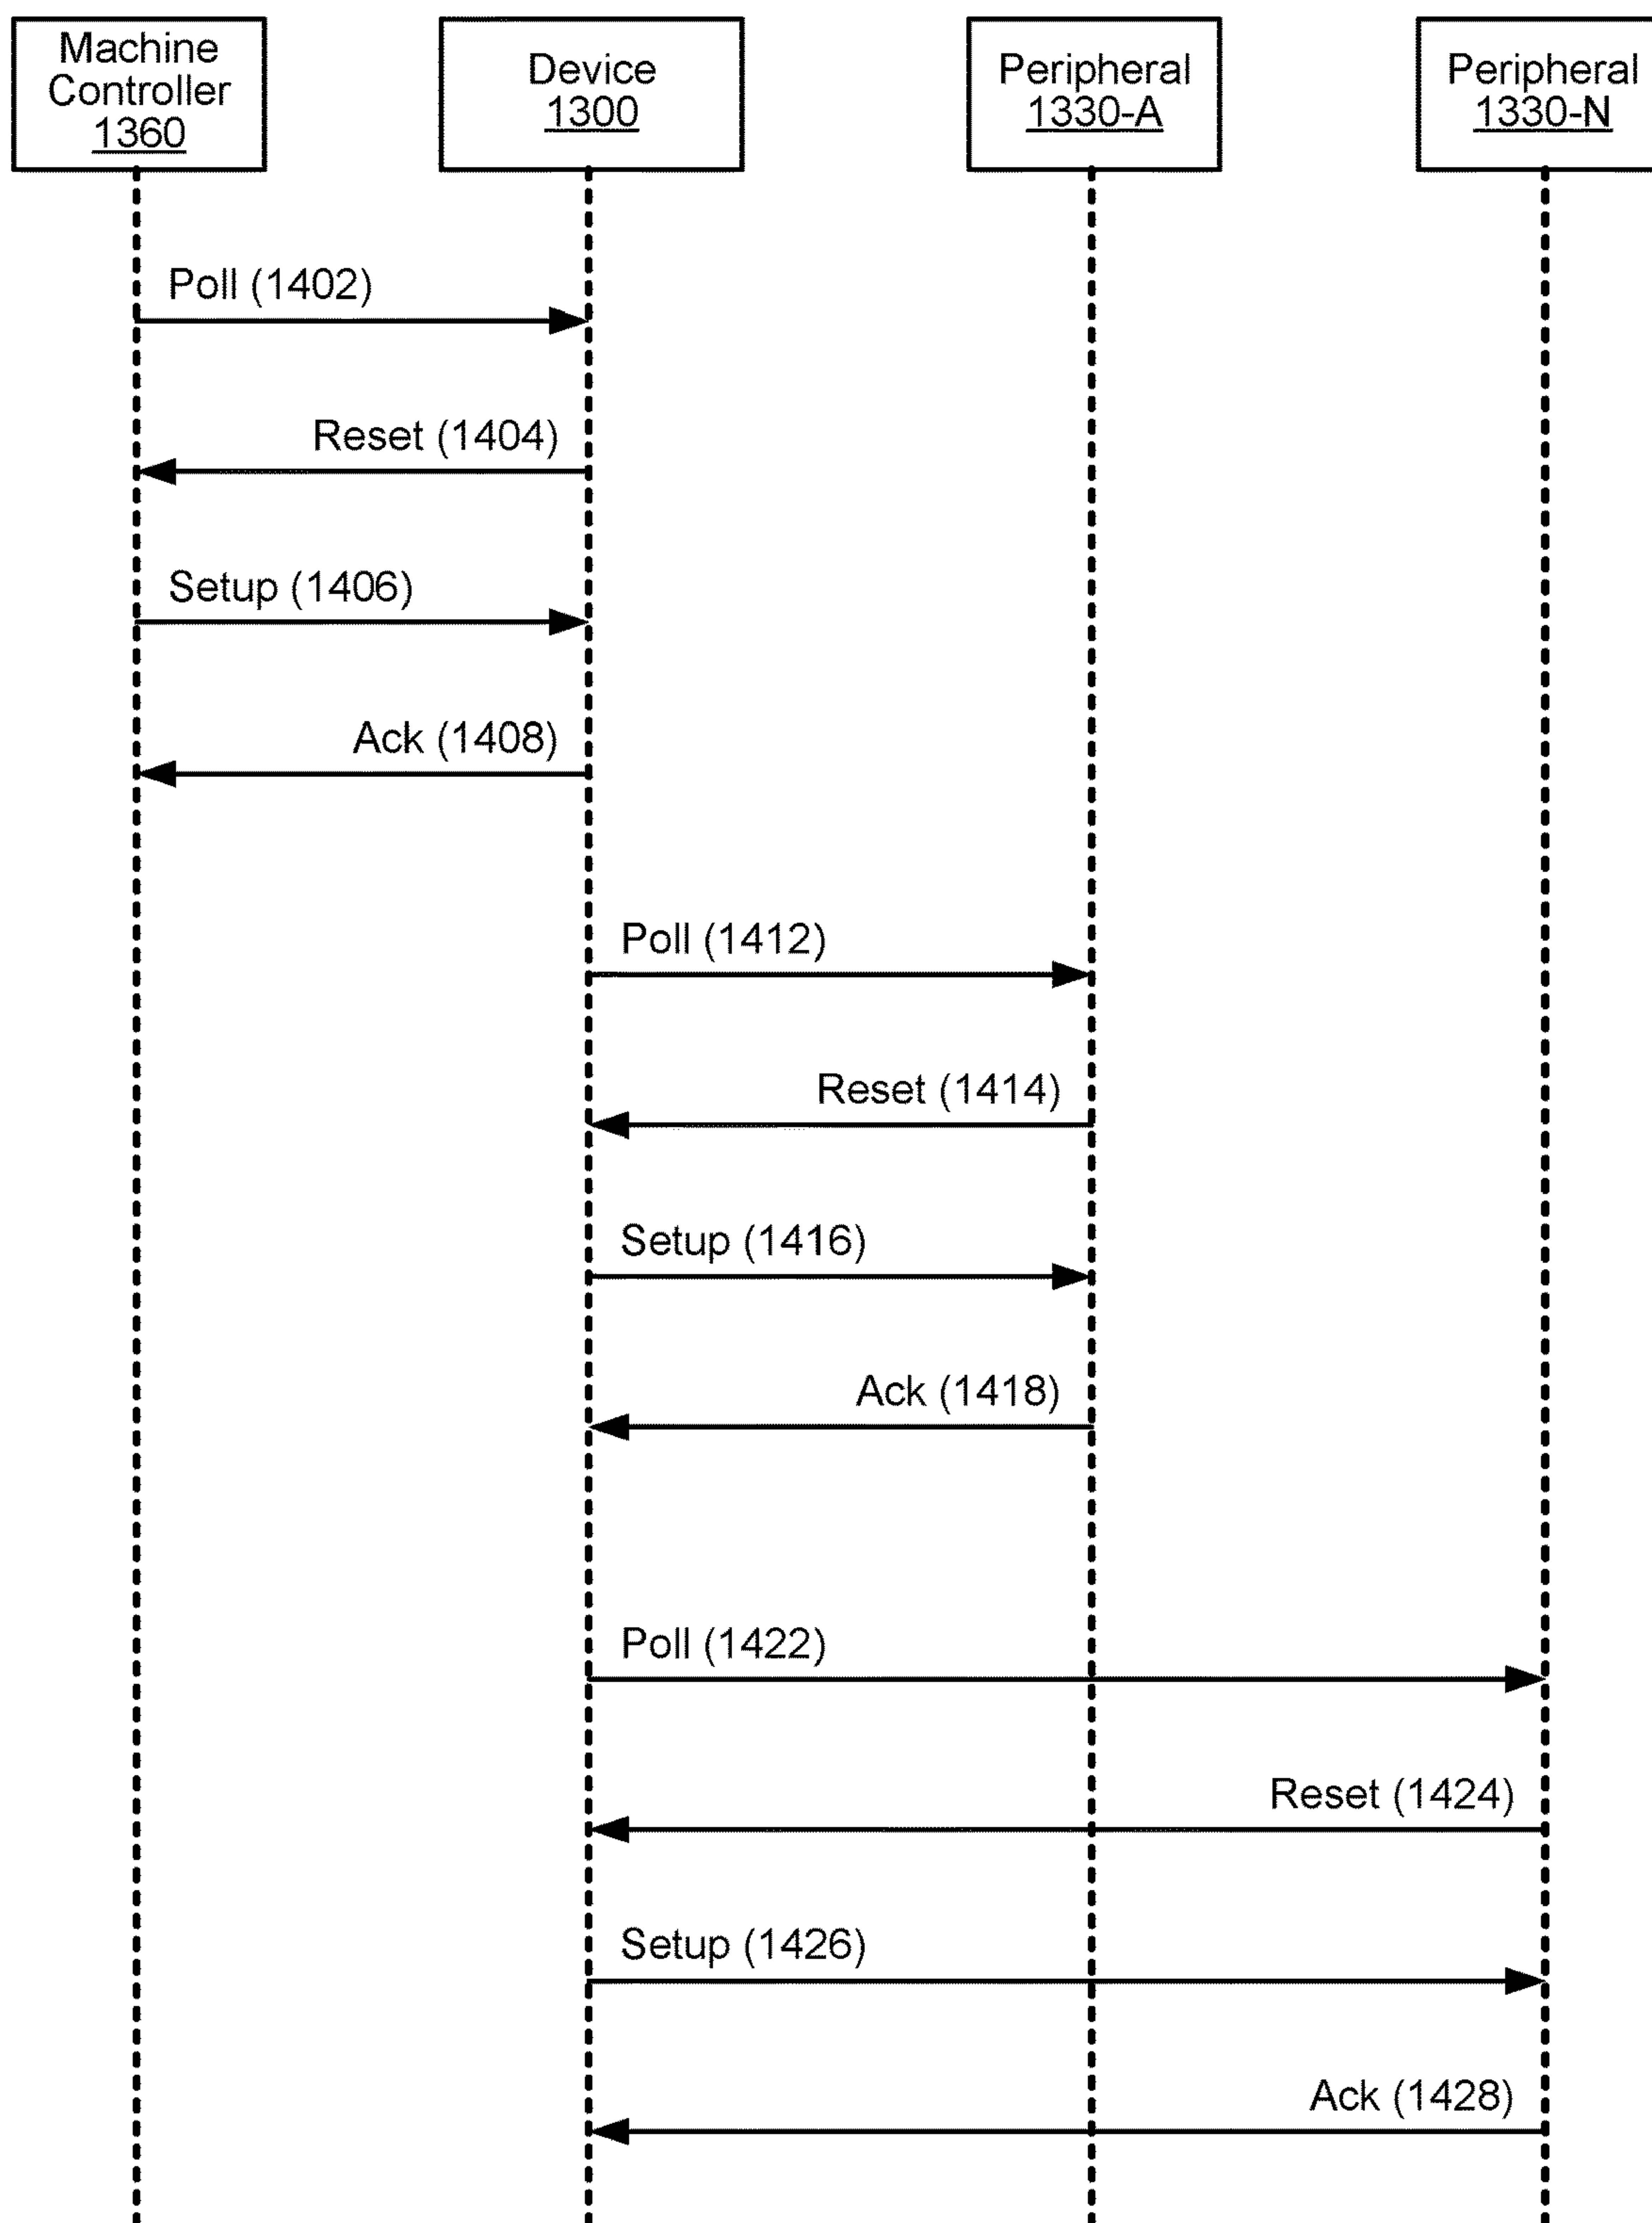 Machine
Controller
1360
Device
1300
Peripheral
1330-A
Peripheral
1330-N
Poll (1402)
Reset (1404)
Setup (1406)
Ack (1408)
Poll (1412)
Reset (1414)
Setup (1416)
Ack (1418)
Poll (1422)
Reset (1424)
Setup (1426)
Ack (1428)